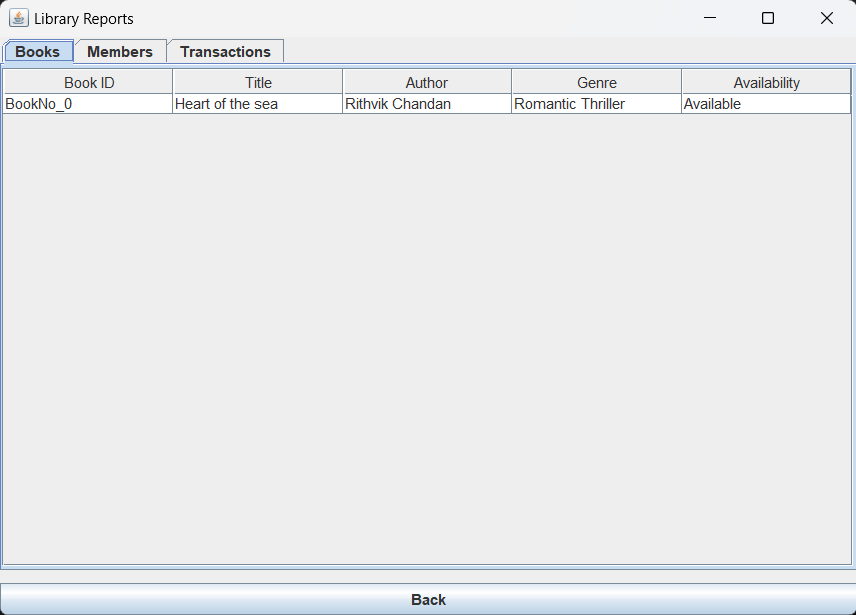 Library Reports
Books Members Transactions
Book ID Title Author Genre Availability
BookNo_0 Heart of the sea Rithvik Chandan Romantic Thriller Available
Back